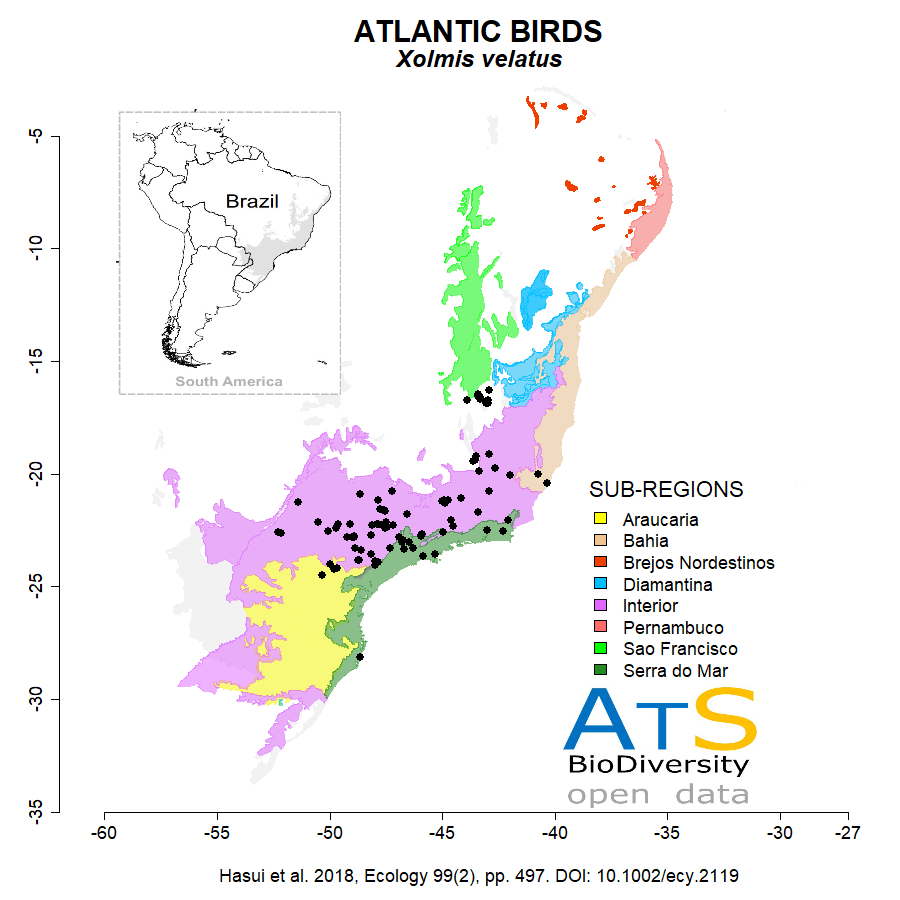 ATLANTIC BIRDS
Xolmis velatus
Brazil
South America
-5
-10
-15
-20
-25
-30
-35
SUB-REGIONS
Araucaria
Bahia
Brejos Nordestinos
Diamantina
Interior
Pernambuco
Sao Francisco
Serra do Mar
ATS
BioDiversity
open data
-60 -55 -50 -45 -40 -35 -30 -27
Hasui et al. 2018, Ecology 99(2), pp. 497. DOI: 10.1002/ecy.2119